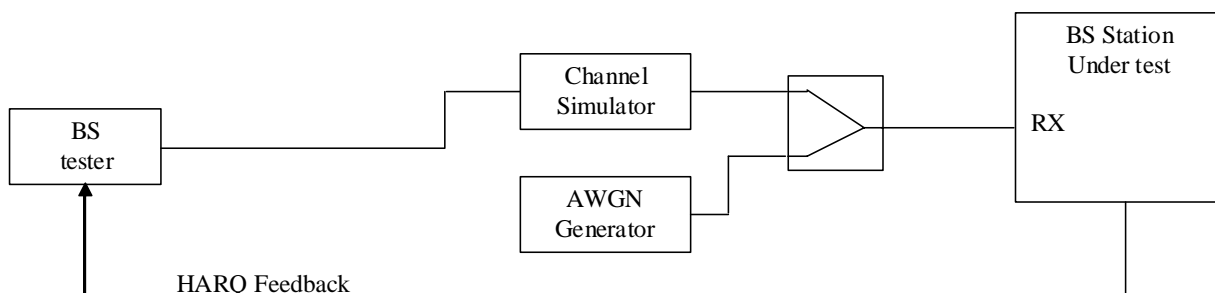 BS Station
Under test
Channel
Simulator
BS
tester
RX
AWGN
Generator
HARQ Feedback